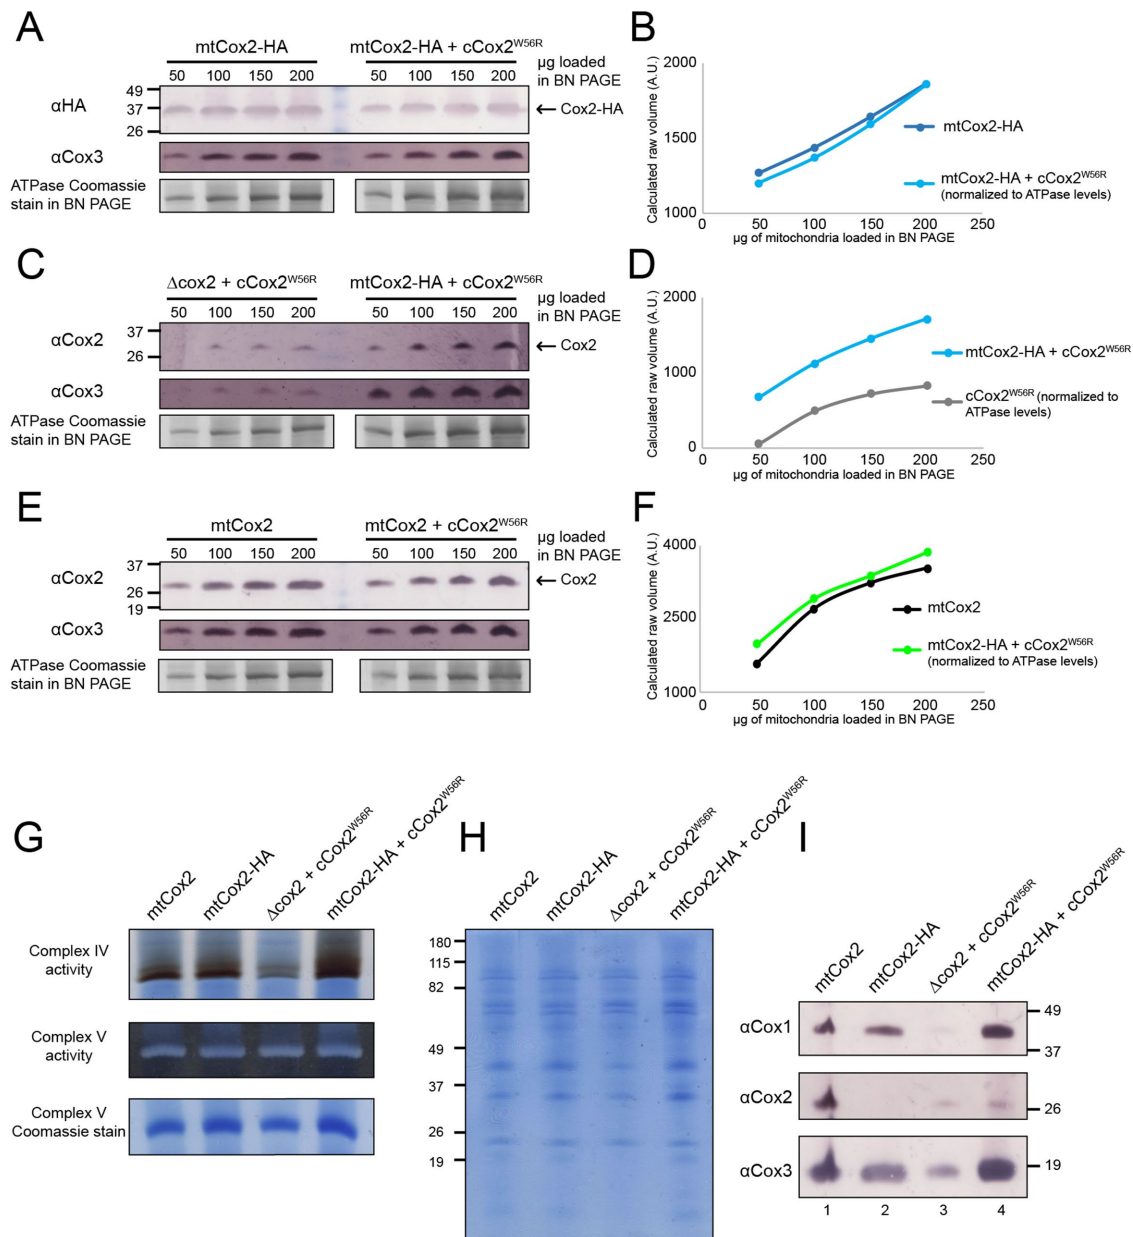 A
mtCox2-HA
mtCox2-HA + cCox2W56R
50 100 150 200
50 100 150 200
µg loaded
in BN PAGE
αHA
49
37
26
← Cox2-HA
αCox3
ATPase Coomassie
stain in BN PAGE
B
Calculated raw volume (A.U.)
2000
1500
1000
0 50 100 150 200 250
µg of mitochondria loaded in BN PAGE
mtCox2-HA
mtCox2-HA + cCox2W56R
(normalized to ATPase levels)
C
Δcox2 + cCox2W56R
mtCox2-HA + cCox2W56R
50 100 150 200
50 100 150 200
µg loaded
in BN PAGE
αCox2
37
26
← Cox2
αCox3
ATPase Coomassie
stain in BN PAGE
D
Calculated raw volume (A.U.)
2000
1000
0
0 50 100 150 200 250
µg of mitochondria loaded in BN PAGE
mtCox2-HA + cCox2W56R
cCox2W56R (normalized to
ATPase levels)
E
mtCox2
mtCox2 + cCox2W56R
50 100 150 200
50 100 150 200
µg loaded
in BN PAGE
αCox2
37
26
19
← Cox2
αCox3
ATPase Coomassie
stain in BN PAGE
F
Calculated raw volume (A.U.)
4000
2500
1000
0 50 100 150 200 250
µg of mitochondria loaded in BN PAGE
mtCox2
mtCox2-HA + cCox2W56R
(normalized to ATPase levels)
G
mtCox2
mtCox2-HA
Δcox2 + cCox2W56R
mtCox2-HA + cCox2W56R
Complex IV
activity
Complex V
activity
Complex V
Coomassie stain
H
mtCox2
mtCox2-HA
Δcox2 + cCox2W56R
mtCox2-HA + cCox2W56R
180
115
82
49
37
26
19
I
mtCox2
mtCox2-HA
Δcox2 + cCox2W56R
mtCox2-HA + cCox2W56R
αCox1
49
37
αCox2
26
αCox3
19
1 2 3 4